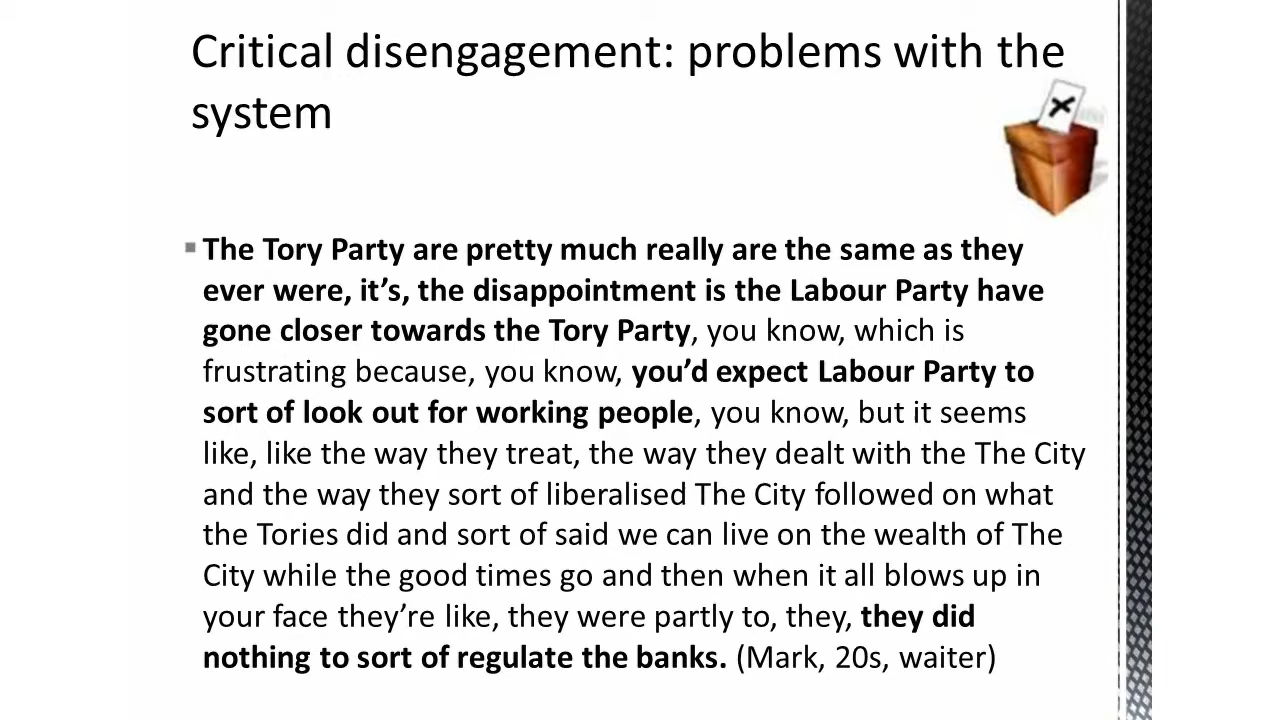 Critical disengagement: problems with the
system
The Tory Party are pretty much really are the same as they
ever were, it’s, the disappointment is the Labour Party have
gone closer towards the Tory Party, you know, which is
frustrating because, you know, you’d expect Labour Party to
sort of look out for working people, you know, but it seems
like, like the way they treat, the way they dealt with the The City
and the way they sort of liberalised The City followed on what
the Tories did and sort of said we can live on the wealth of The
City while the good times go and then when it all blows up in
your face they’re like, they were partly to, they, they did
nothing to sort of regulate the banks. (Mark, 20s, waiter)